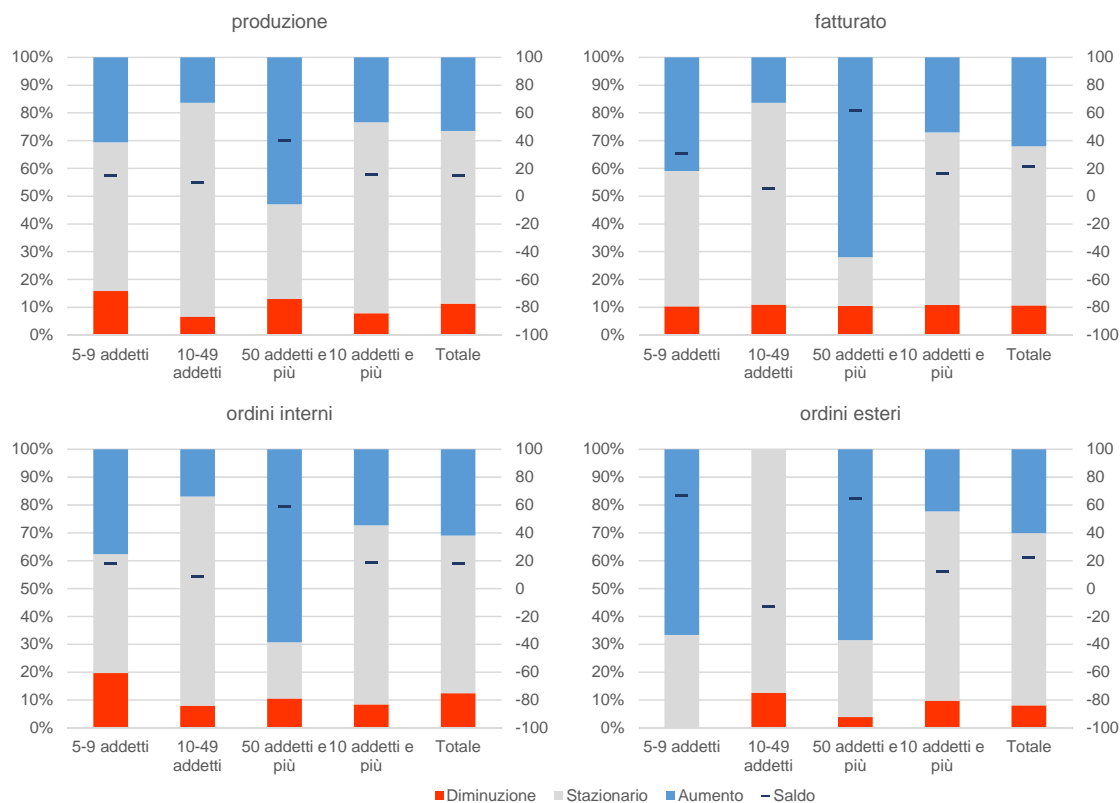 produzione
100%
90%
80%
70%
60%
50%
40%
30%
20%
10%
0%
100
80
60
40
20
0
-20
-40
-60
-80
-100
5-9 addetti
10-49
addetti
50 addetti e
più
10 addetti e
più
Totale
fatturato
100%
90%
80%
70%
60%
50%
40%
30%
20%
10%
0%
100
80
60
40
20
0
-20
-40
-60
-80
-100
5-9 addetti
10-49
addetti
50 addetti e
più
10 addetti e
più
Totale
ordini interni
100%
90%
80%
70%
60%
50%
40%
30%
20%
10%
0%
100
80
60
40
20
0
-20
-40
-60
-80
-100
5-9 addetti
10-49
addetti
50 addetti e
più
10 addetti e
più
Totale
ordini esteri
100%
90%
80%
70%
60%
50%
40%
30%
20%
10%
0%
100
80
60
40
20
0
-20
-40
-60
-80
-100
5-9 addetti
10-49
addetti
50 addetti e
più
10 addetti e
più
Totale
Diminuzione Stazionario Aumento Saldo